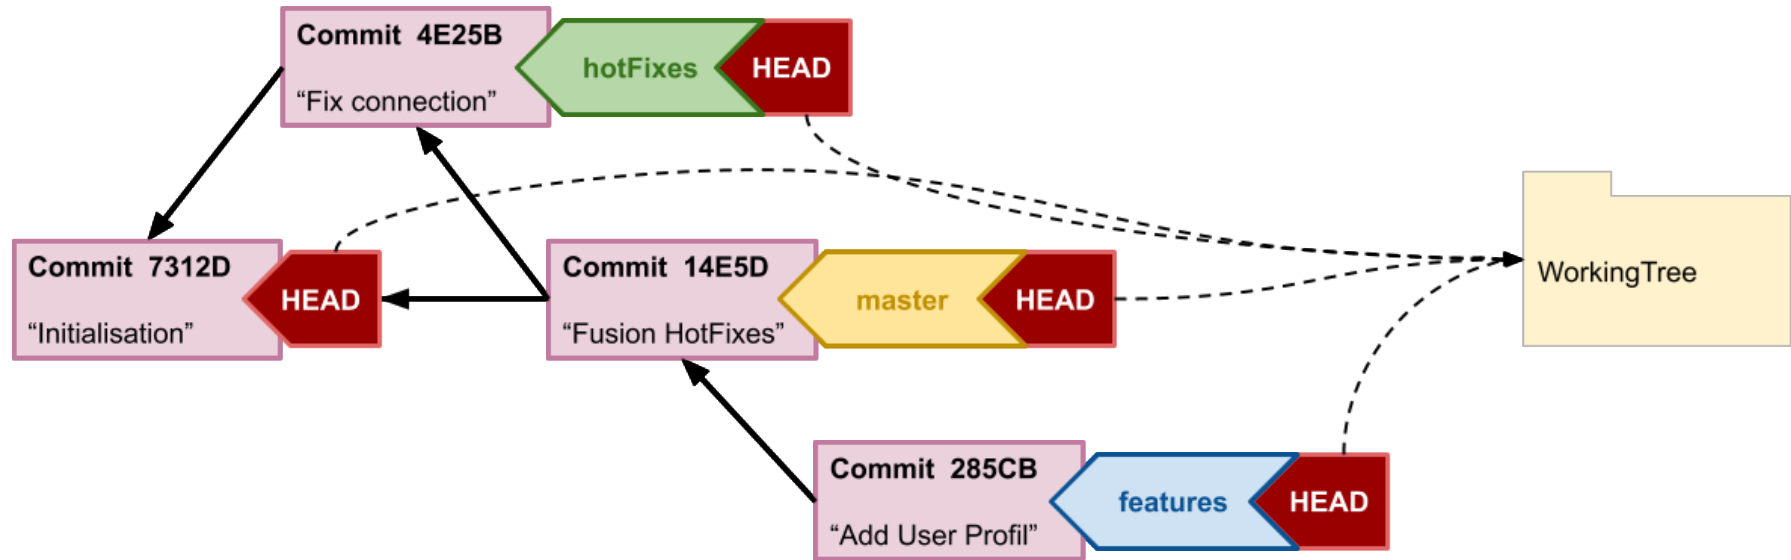 Commit 4E25B
“Fix connection”
hotFixes
HEAD
Commit 7312D
“Initialisation”
HEAD
Commit 14E5D
“Fusion HotFixes”
master
HEAD
WorkingTree
Commit 285CB
“Add User Profil”
features
HEAD